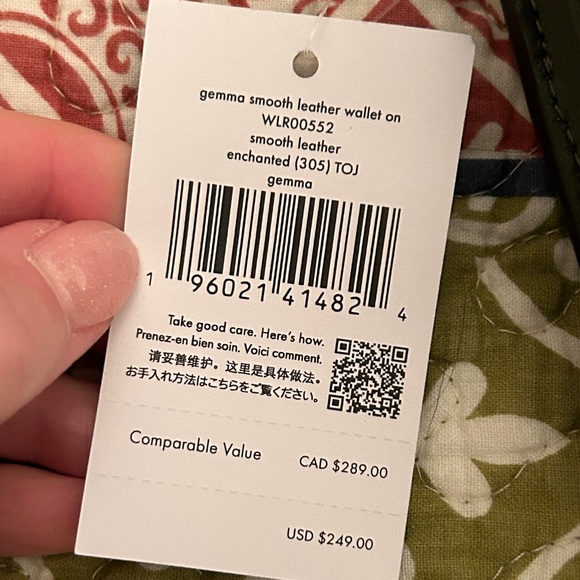 gemma smooth leather wallet on
WLR00552
smooth leather
enchanted (305) TOJ
gemma
1 96021 41482 4
Take good care. Here's how.
Prenez-en bien soin. Voici comment.
请妥善维护。这里是具体做法。
お手入れ方法はこちらをご覧ください。
Comparable Value CAD $289.00
USD $249.00